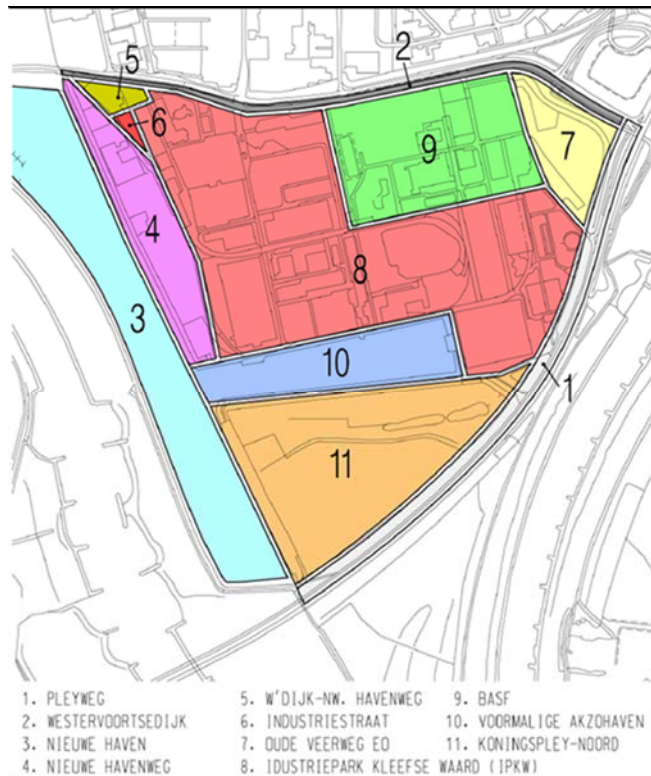 2
5
6
7
9
4
8
3
10
1
11
1. PLEYWEG
2. WESTERVOORTSEDIJK
3. NIEUWE HAVEN
4. NIEUWE HAVENWEG
5. W'DIJK-NW. HAVENWEG
6. INDUSTRIESTRAAT
7. OUDE VEERWEG EO
8. IDUSTRIEPARK KLEEFSE WAARD (IPKW)
9. BASF
10. VOORMALIGE AKZOHAVEN
11. KONINGSPLEY-NOORD